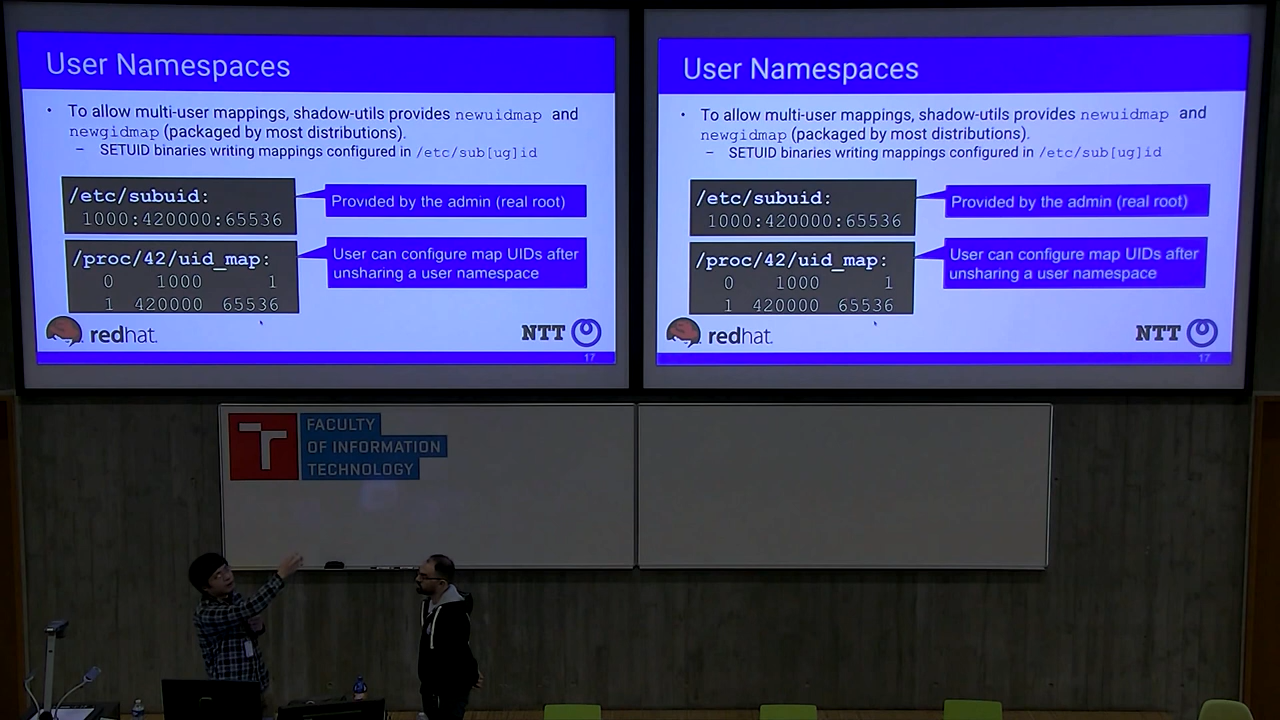 User Namespaces
• To allow multi-user mappings, shadow-utils provides newuidmap and
newgidmap (packaged by most distributions).
– SETUID binaries writing mappings configured in /etc/sub[ug]id
/etc/subuid:
1000:420000:65536
Provided by the admin (real root)
/proc/42/uid_map:
0 1000 1
1 420000 65536
User can configure map UIDs after
unsharing a user namespace
redhat.
NTT
17
User Namespaces
• To allow multi-user mappings, shadow-utils provides newuidmap and
newgidmap (packaged by most distributions).
– SETUID binaries writing mappings configured in /etc/sub[ug]id
/etc/subuid:
1000:420000:65536
Provided by the admin (real root)
/proc/42/uid_map:
0 1000 1
1 420000 65536
User can configure map UIDs after
unsharing a user namespace
redhat.
NTT
17
T
FACULTY
OF INFORMATION
TECHNOLOGY